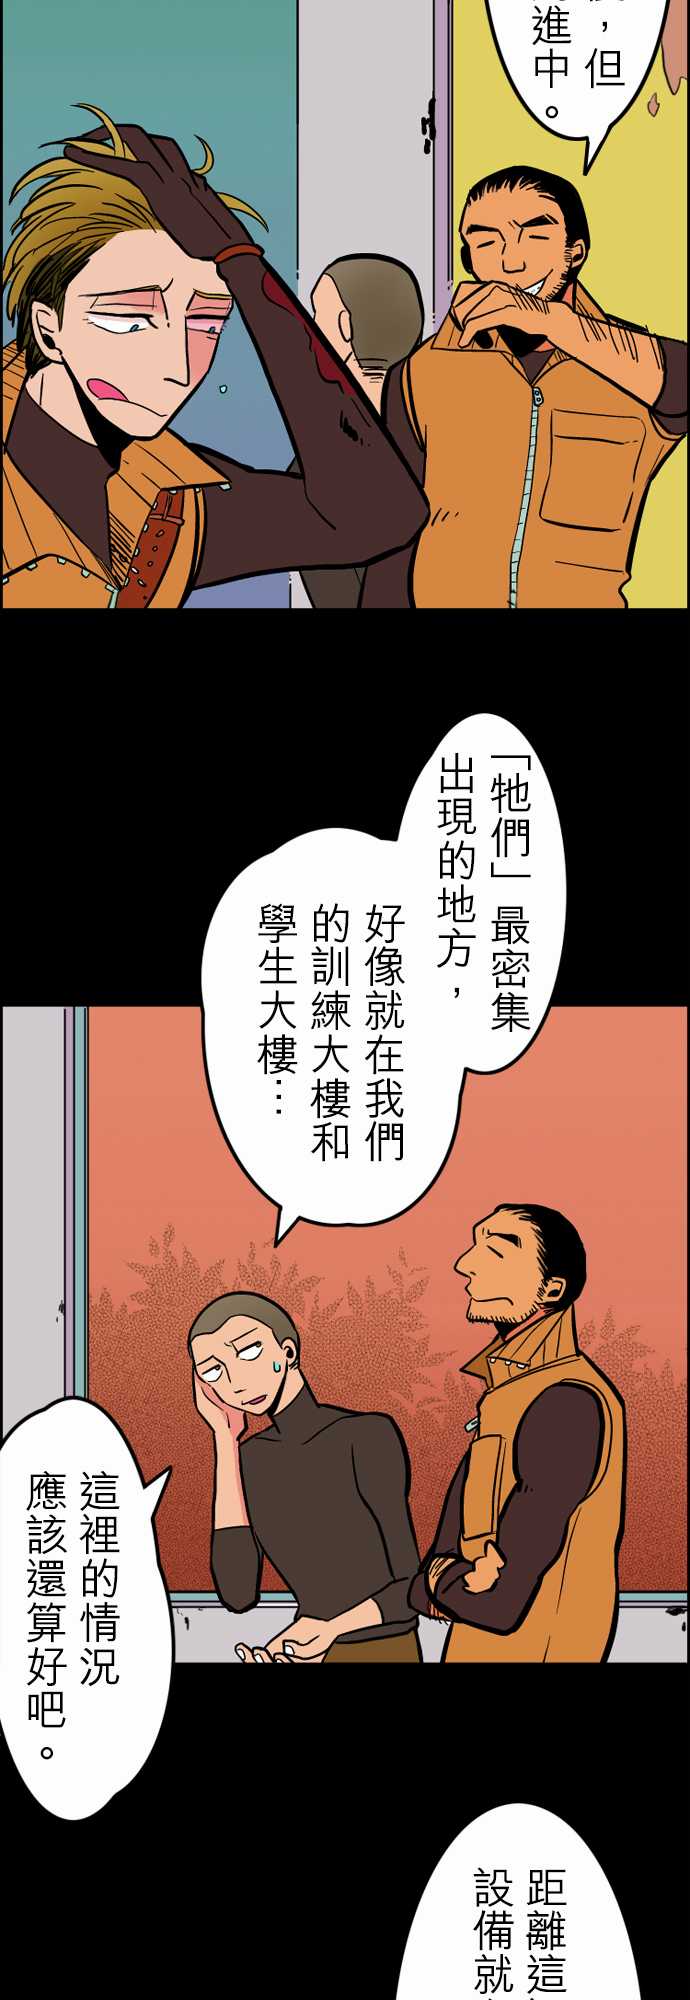 ，但
進中。
「牠們」最密集
出現的地方，
好像就在我們
的訓練大樓和
學生大樓…
這裡的情況
應該還算好吧。
距離這
設備就